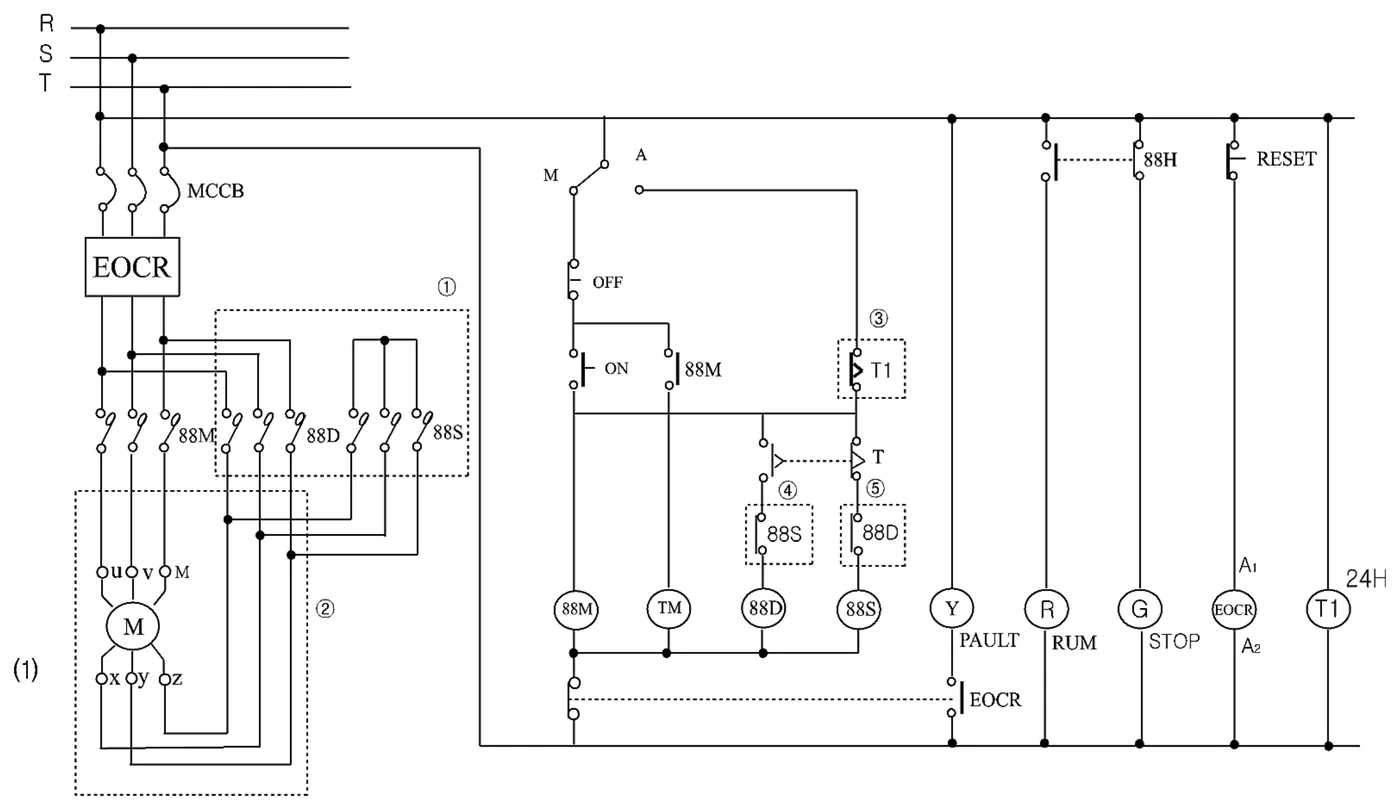 R
S
T
MCCB
EOCR
①
88M
88D
88S
u
v
M
M
x
y
z
②
(1)
M
A
OFF
ON
88M
③
T1
T
④
⑤
88S
88D
88M
TM
88D
88S
Y
PAULT
EOCR
88H
R
RUM
G
STOP
RESET
A1
EOCR
A2
24H
T1